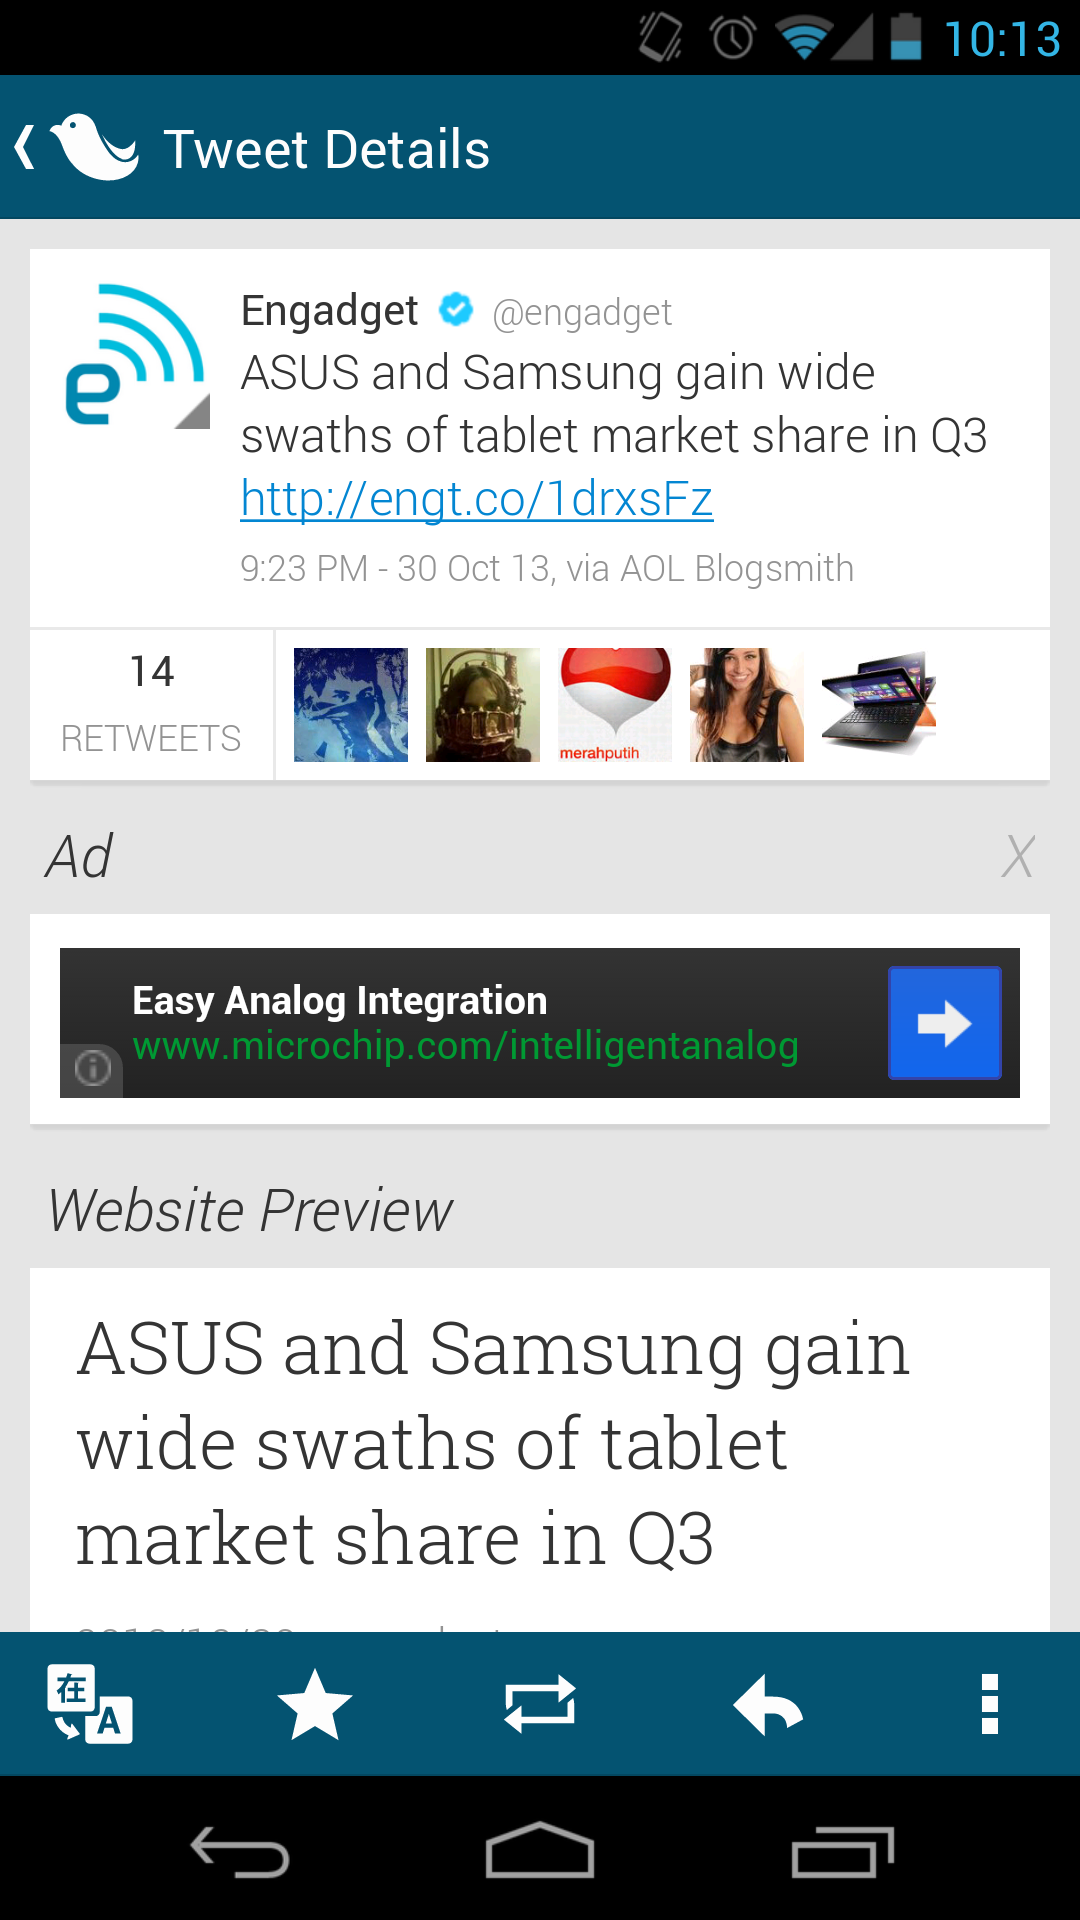 10:13
Tweet Details
Engadget @engadget
ASUS and Samsung gain wide
swaths of tablet market share in Q3
http://engt.co/1drxsFz
9:23 PM - 30 Oct 13, via AOL Blogsmith
14
RETWEETS
merahputih
Ad X
Easy Analog Integration
www.microchip.com/intelligentanalog
Website Preview
ASUS and Samsung gain
wide swaths of tablet
market share in Q3
在
A